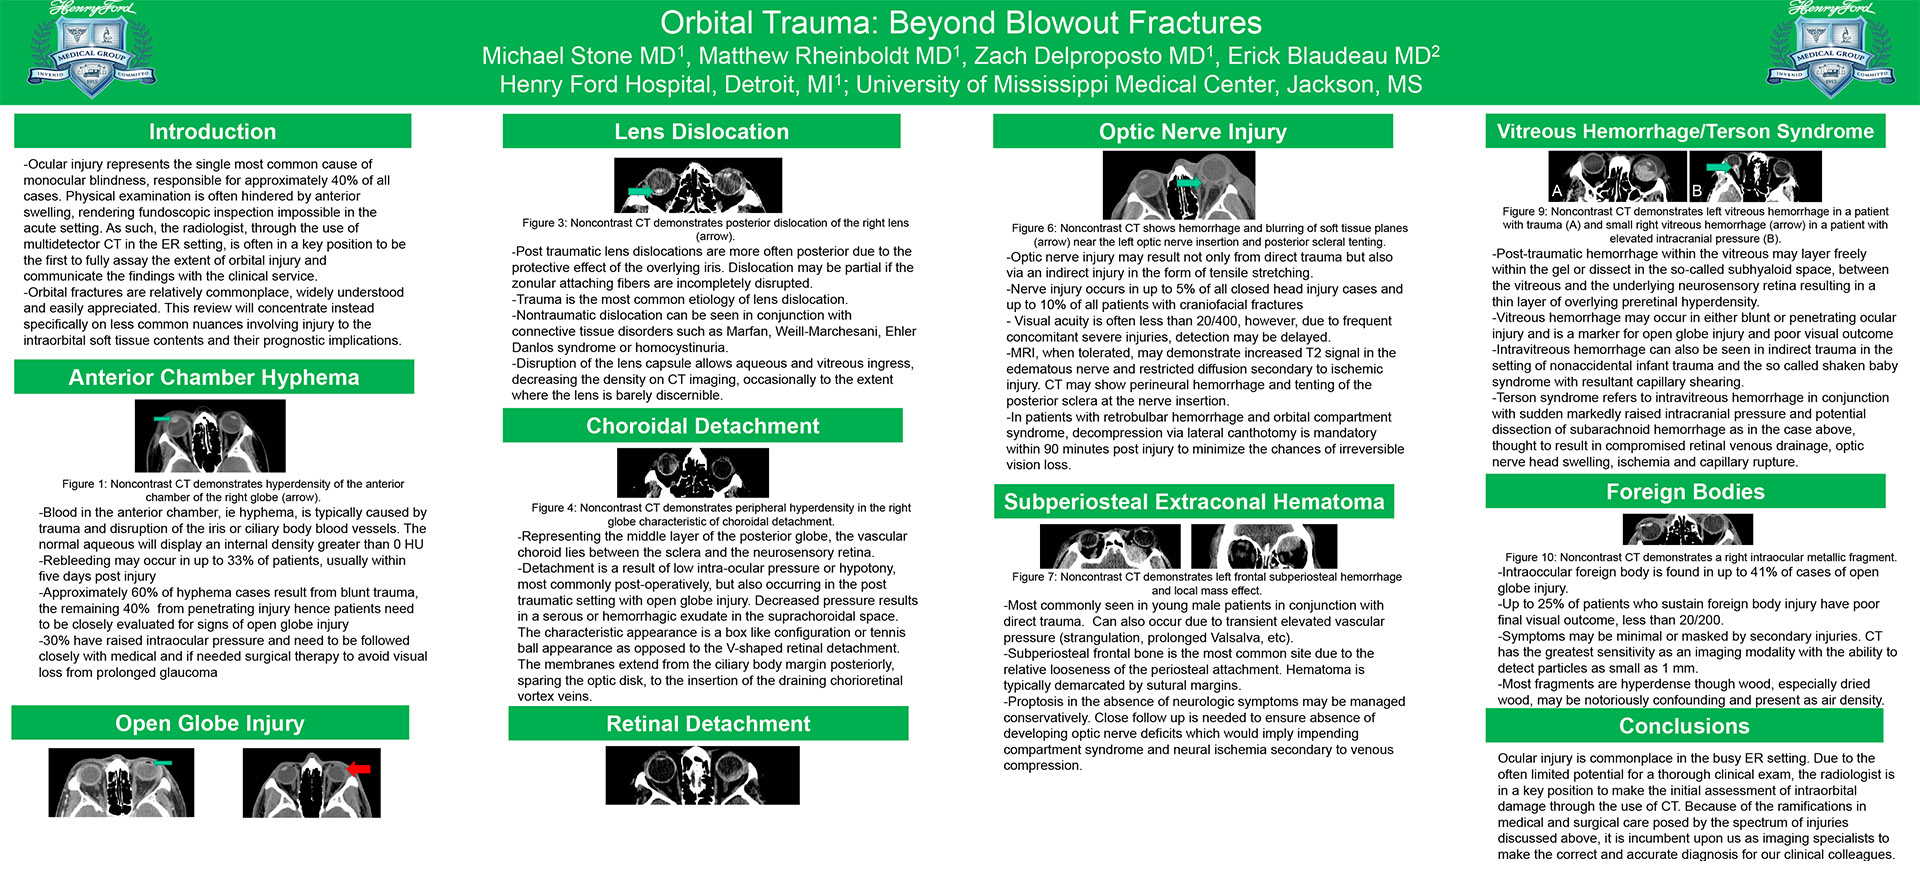 Henry Ford
MEDICAL GROUP
INVENIO
COMMITTO
1915
Orbital Trauma: Beyond Blowout Fractures
Michael Stone MD¹, Matthew Rheinboldt MD¹, Zach Delproposto MD¹, Erick Blaudeau MD²
Henry Ford Hospital, Detroit, MI¹; University of Mississippi Medical Center, Jackson, MS
Henry Ford
MEDICAL GROUP
INVENIO
COMMITTO
1915
Introduction
-Ocular injury represents the single most common cause of
monocular blindness, responsible for approximately 40% of all
cases. Physical examination is often hindered by anterior
swelling, rendering fundoscopic inspection impossible in the
acute setting. As such, the radiologist, through the use of
multidetector CT in the ER setting, is often in a key position to be
the first to fully assay the extent of orbital injury and
communicate the findings with the clinical service.
-Orbital fractures are relatively commonplace, widely understood
and easily appreciated. This review will concentrate instead
specifically on less common nuances involving injury to the
intraorbital soft tissue contents and their prognostic implications.
Anterior Chamber Hyphema
Figure 1: Noncontrast CT demonstrates hyperdensity of the anterior
chamber of the right globe (arrow).
-Blood in the anterior chamber, ie hyphema, is typically caused by
trauma and disruption of the iris or ciliary body blood vessels. The
normal aqueous will display an internal density greater than 0 HU
-Rebleeding may occur in up to 33% of patients, usually within
five days post injury
-Approximately 60% of hyphema cases result from blunt trauma,
the remaining 40%  from penetrating injury hence patients need
to be closely evaluated for signs of open globe injury
-30% have raised intraocular pressure and need to be followed
closely with medical and if needed surgical therapy to avoid visual
loss from prolonged glaucoma
Open Globe Injury
Lens Dislocation
Figure 3: Noncontrast CT demonstrates posterior dislocation of the right lens
(arrow).
-Post traumatic lens dislocations are more often posterior due to the
protective effect of the overlying iris. Dislocation may be partial if the
zonular attaching fibers are incompletely disrupted.
-Trauma is the most common etiology of lens dislocation.
-Nontraumatic dislocation can be seen in conjunction with
connective tissue disorders such as Marfan, Weill-Marchesani, Ehler
Danlos syndrome or homocystinuria.
-Disruption of the lens capsule allows aqueous and vitreous ingress,
decreasing the density on CT imaging, occasionally to the extent
where the lens is barely discernible.
Choroidal Detachment
Figure 4: Noncontrast CT demonstrates peripheral hyperdensity in the right
globe characteristic of choroidal detachment.
-Representing the middle layer of the posterior globe, the vascular
choroid lies between the sclera and the neurosensory retina.
-Detachment is a result of low intra-ocular pressure or hypotony,
most commonly post-operatively, but also occurring in the post
traumatic setting with open globe injury. Decreased pressure results
in a serous or hemorrhagic exudate in the suprachoroidal space.
The characteristic appearance is a box like configuration or tennis
ball appearance as opposed to the V-shaped retinal detachment.
The membranes extend from the ciliary body margin posteriorly,
sparing the optic disk, to the insertion of the draining chorioretinal
vortex veins.
Retinal Detachment
Optic Nerve Injury
Figure 6: Noncontrast CT shows hemorrhage and blurring of soft tissue planes
(arrow) near the left optic nerve insertion and posterior scleral tenting.
-Optic nerve injury may result not only from direct trauma but also
via an indirect injury in the form of tensile stretching.
-Nerve injury occurs in up to 5% of all closed head injury cases and
up to 10% of all patients with craniofacial fractures
- Visual acuity is often less than 20/400, however, due to frequent
concomitant severe injuries, detection may be delayed.
-MRI, when tolerated, may demonstrate increased T2 signal in the
edematous nerve and restricted diffusion secondary to ischemic
injury. CT may show perineural hemorrhage and tenting of the
posterior sclera at the nerve insertion.
-In patients with retrobulbar hemorrhage and orbital compartment
syndrome, decompression via lateral canthotomy is mandatory
within 90 minutes post injury to minimize the chances of irreversible
vision loss.
Subperiosteal Extraconal Hematoma
Figure 7: Noncontrast CT demonstrates left frontal subperiosteal hemorrhage
and local mass effect.
-Most commonly seen in young male patients in conjunction with
direct trauma.  Can also occur due to transient elevated vascular
pressure (strangulation, prolonged Valsalva, etc).
-Subperiosteal frontal bone is the most common site due to the
relative looseness of the periosteal attachment. Hematoma is
typically demarcated by sutural margins.
-Proptosis in the absence of neurologic symptoms may be managed
conservatively. Close follow up is needed to ensure absence of
developing optic nerve deficits which would imply impending
compartment syndrome and neural ischemia secondary to venous
compression.
Vitreous Hemorrhage/Terson Syndrome
A
B
Figure 9: Noncontrast CT demonstrates left vitreous hemorrhage in a patient
with trauma (A) and small right vitreous hemorrhage (arrow) in a patient with
elevated intracranial pressure (B).
-Post-traumatic hemorrhage within the vitreous may layer freely
within the gel or dissect in the so-called subhyaloid space, between
the vitreous and the underlying neurosensory retina resulting in a
thin layer of overlying preretinal hyperdensity.
-Vitreous hemorrhage may occur in either blunt or penetrating ocular
injury and is a marker for open globe injury and poor visual outcome
-Intravitreous hemorrhage can also be seen in indirect trauma in the
setting of nonaccidental infant trauma and the so called shaken baby
syndrome with resultant capillary shearing.
-Terson syndrome refers to intravitreous hemorrhage in conjunction
with sudden markedly raised intracranial pressure and potential
dissection of subarachnoid hemorrhage as in the case above,
thought to result in compromised retinal venous drainage, optic
nerve head swelling, ischemia and capillary rupture.
Foreign Bodies
Figure 10: Noncontrast CT demonstrates a right intraocular metallic fragment.
-Intraoccular foreign body is found in up to 41% of cases of open
globe injury.
-Up to 25% of patients who sustain foreign body injury have poor
final visual outcome, less than 20/200.
-Symptoms may be minimal or masked by secondary injuries. CT
has the greatest sensitivity as an imaging modality with the ability to
detect particles as small as 1 mm.
-Most fragments are hyperdense though wood, especially dried
wood, may be notoriously confounding and present as air density.
Conclusions
Ocular injury is commonplace in the busy ER setting. Due to the
often limited potential for a thorough clinical exam, the radiologist is
in a key position to make the initial assessment of intraorbital
damage through the use of CT. Because of the ramifications in
medical and surgical care posed by the spectrum of injuries
discussed above, it is incumbent upon us as imaging specialists to
make the correct and accurate diagnosis for our clinical colleagues.